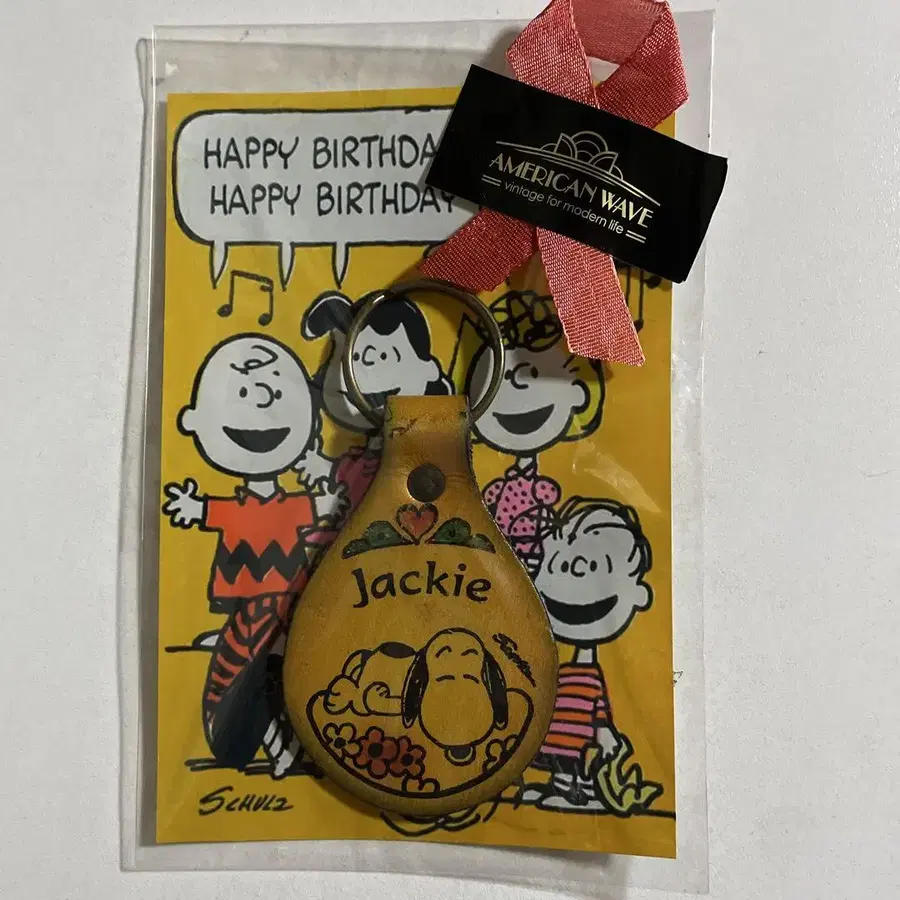 HAPPY BIRTHDA
HAPPY BIRTHDAY
AMERICAN WAVE
vintage for modern life
Jackie
SCHULZ